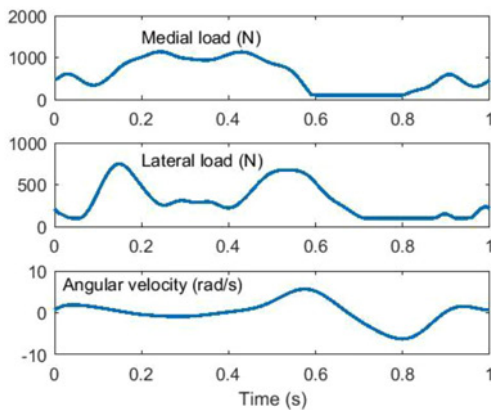 2000
Medial load (N)
1000
0
0 0.2 0.4 0.6 0.8 1
1000
Lateral load (N)
500
0
0 0.2 0.4 0.6 0.8 1
10
Angular velocity (rad/s)
0
-10
0 0.2 0.4 0.6 0.8 1
Time (s)